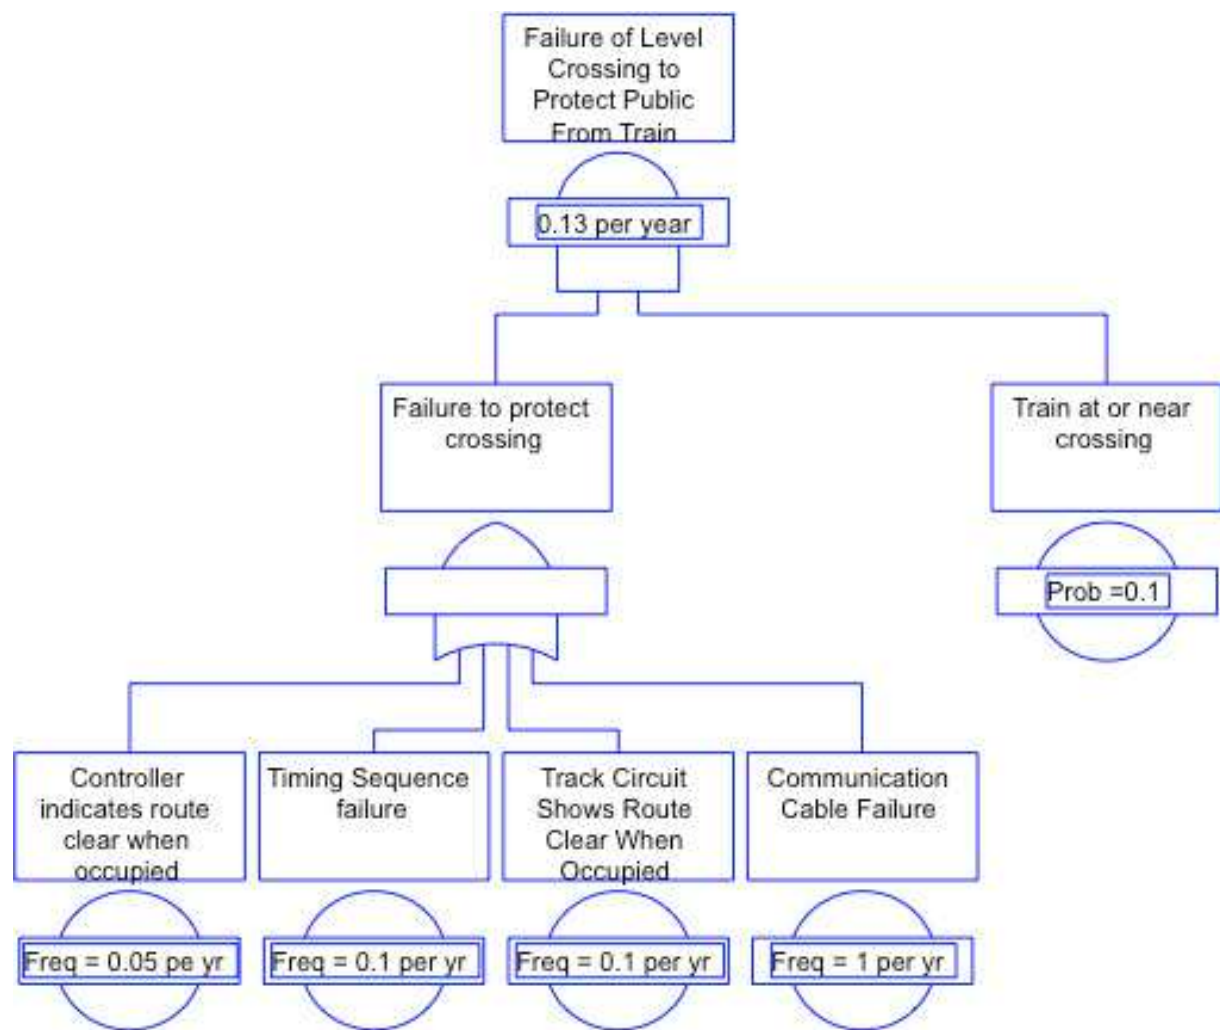 Failure of Level
Crossing to
Protect Public
From Train
0.13 per year
Failure to protect
crossing
Train at or near
crossing
Prob =0.1
Controller
indicates route
clear when
occupied
Timing Sequence
failure
Track Circuit
Shows Route
Clear When
Occupied
Communication
Cable Failure
Freq = 0.05 pe yr
Freq = 0.1 per yr
Freq = 0.1 per yr
Freq = 1 per yr